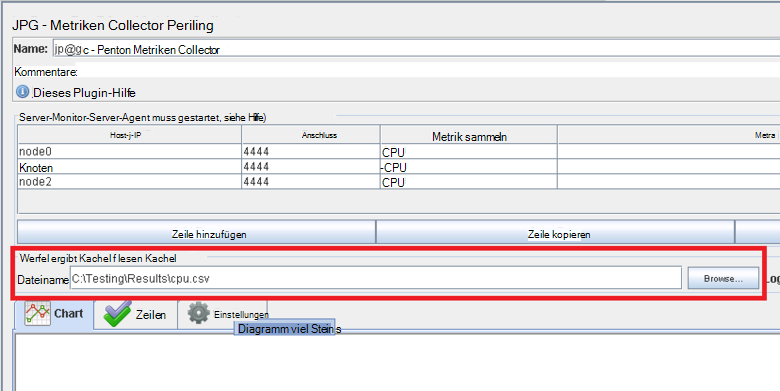 JPG - Metriken Collector Periling
Name: jp@gc - Penton Metriken Collector
Kommentare:
Dieses Plugin-Hilfe
Server-Monitor-Server-Agent muss gestartet, siehe Hilfe)
Host-j-IP Anschluss Metrik sammeln Metra
node0 4444 CPU
Knoten 4444 -CPU
node2 4444 CPU
Zeile hinzufügen Zeile kopieren
Werfel ergibt Kachel f lesen Kachel
Dateiname C:\Testing\Results\cpu.csv Browse... Log
Chart Zeilen Einstellungen
Diagramm viel Steinls